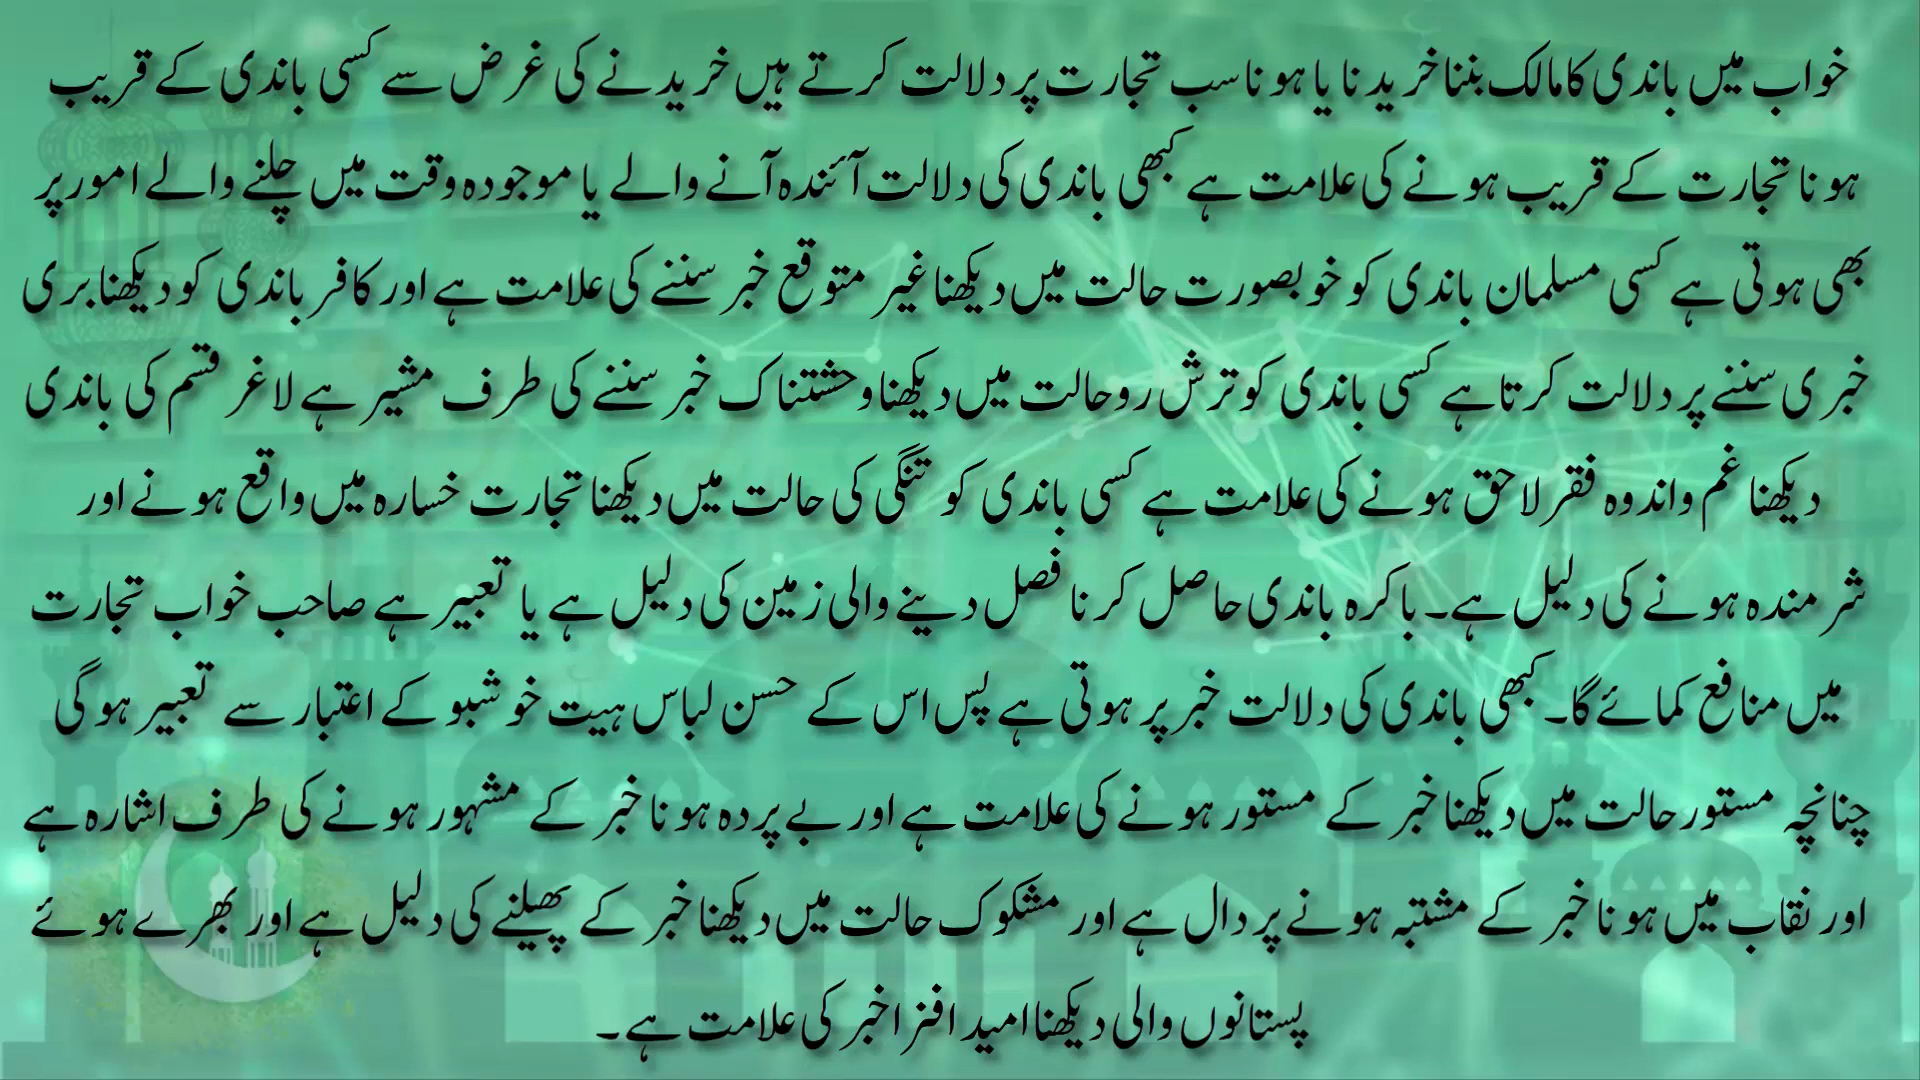 خواب میں باندی کا مالک بننا خریدنا یا ہونا سب تجارت پر دلالت کرتے ہیں خریدنے کی غرض سے کسی باندی کے قریب
ہونا تجارت کے قریب ہونے کی علامت ہے کبھی باندی کی دلالت آئندہ آنے والے یا موجودہ وقت میں چلنے والے امور پر
بھی ہوتی ہے کسی مسلمان باندی کو خوبصورت حالت میں دیکھنا غیر متوقع خبر سننے کی علامت ہے اور کافر باندی کو دیکھنا بری
خبری سننے پر دلالت کرتا ہے کسی باندی کو ترش رو حالت میں دیکھنا وحشتناک خبر سننے کی طرف مشیر ہے لاغر قسم کی باندی
دیکھنا غم واندوہ فقر لاحق ہونے کی علامت ہے کسی باندی کو تنگی کی حالت میں دیکھنا تجارت خسارہ میں واقع ہونے اور
شرمندہ ہونے کی دلیل ہے۔ باکرہ باندی حاصل کرنا فصل دینے والی زمین کی دلیل ہے یا تعبیر ہے صاحب خواب تجارت
میں منافع کمائے گا۔ کبھی باندی کی دلالت خبر پر ہوتی ہے پس اس کے حسن لباس ہیت خوشبو کے اعتبار سے تعبیر ہوگی
چنانچہ مستور حالت میں دیکھنا خبر کے مستور ہونے کی علامت ہے اور بے پردہ ہونا خبر کے مشہور ہونے کی طرف اشارہ ہے
اور نقاب میں ہونا خبر کے مشتبہ ہونے پر دال ہے اور مشکوک حالت میں دیکھنا خبر کے پھیلنے کی دلیل ہے اور بھرے ہوئے
پستانوں والی دیکھنا امید افزا خبر کی علامت ہے۔